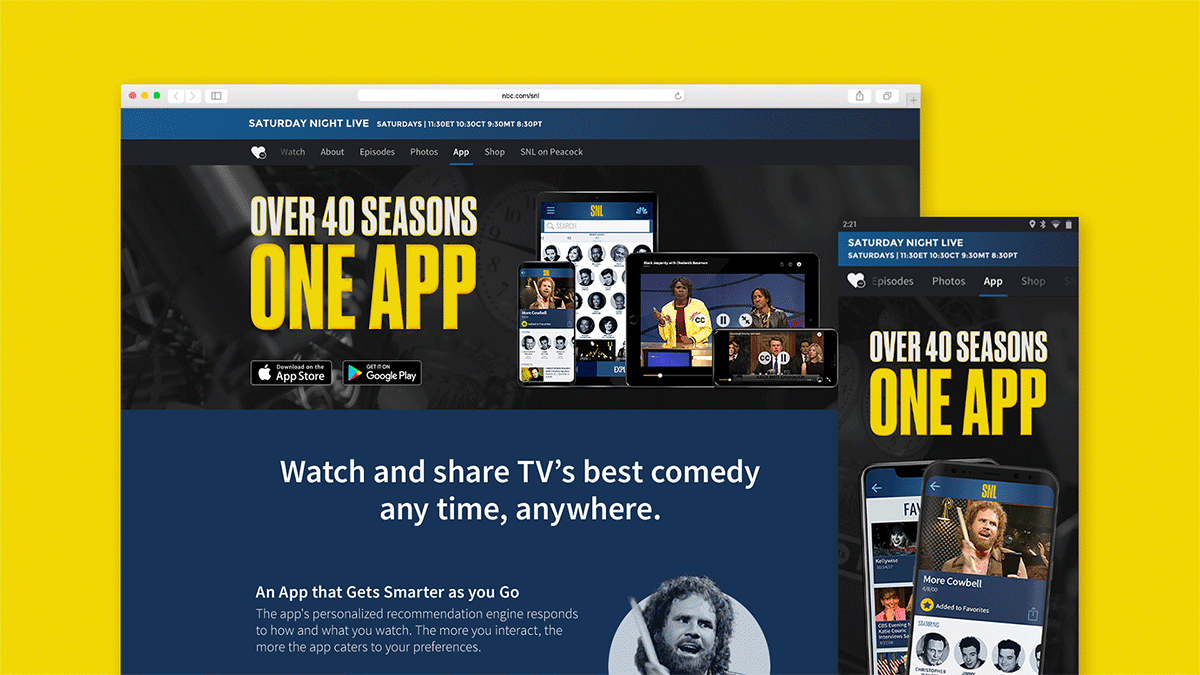 nbc.com/snl
SATURDAY NIGHT LIVE SATURDAYS | 11:30ET 10:30CT 9:30MT 8:30PT
Watch About Episodes Photos App Shop SNL on Peacock
OVER 40 SEASONS
ONE APP
Download on the
App Store
GET IT ON
Google Play
SNL
SEARCH
SNL
More Cowbell
Added to Favorites
EXPL
Black Jeopardy with Chadwick Boseman
CC
CC
Watch and share TV's best comedy
any time, anywhere.
An App that Gets Smarter as you Go
The app's personalized recommendation engine responds
to how and what you watch. The more you interact, the
more the app caters to your preferences.
2:21
SATURDAY NIGHT LIVE
SATURDAYS | 11:30ET 10:30CT 9:30MT 8:30PT
Episodes Photos App Shop
OVER 40 SEASONS
ONE APP
FAV
Kellywise
CBS Evening
Katie Couric
Interviews
SNL
More Cowbell
4/8/00
Added to Favorites
STARRING
CHRISTOPHER
JIMMY